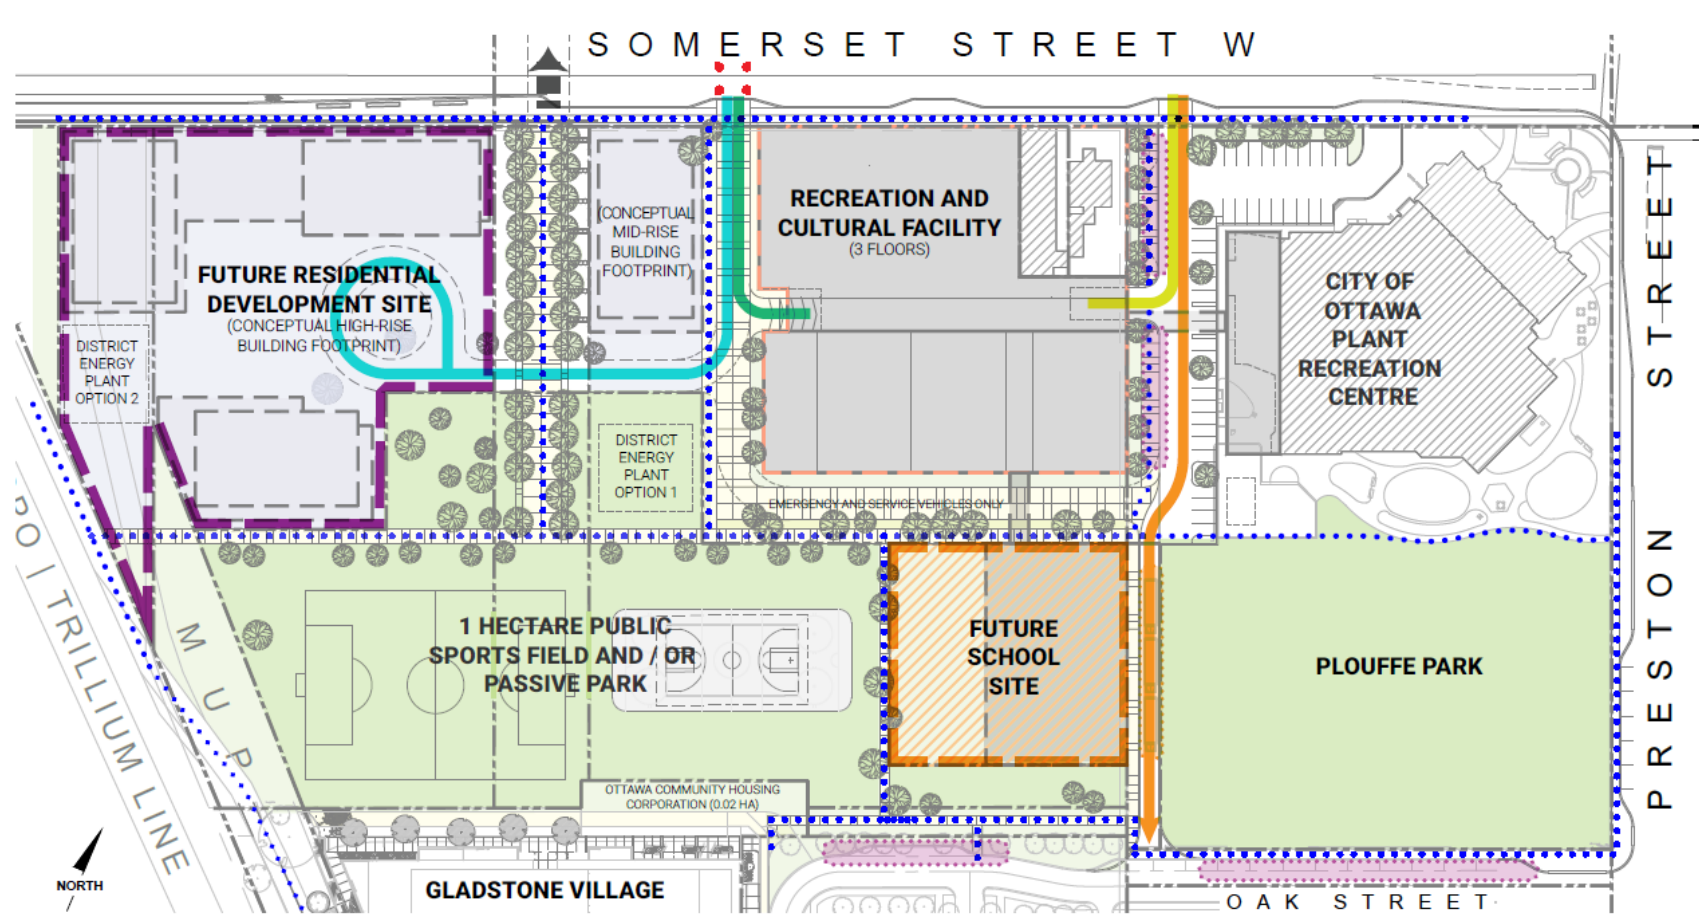 SOMERSET STREET W
RECREATION AND
CULTURAL FACILITY
(3 FLOORS)
(CONCEPTUAL
MID-RISE
BUILDING
FOOTPRINT)
FUTURE RESIDENTIAL
DEVELOPMENT SITE
(CONCEPTUAL HIGH-RISE
BUILDING FOOTPRINT)
DISTRICT
ENERGY
PLANT
OPTION 2
CITY OF
OTTAWA
PLANT
RECREATION
CENTRE
PRESTON STREET
DISTRICT
ENERGY
PLANT
OPTION 1
EMERGENCY AND SERVICE VEHICLES ONLY
1 HECTARE PUBLIC
SPORTS FIELD AND / OR
PASSIVE PARK
FUTURE
SCHOOL
SITE
PLOUFFE PARK
MUP
RO | TRILLIUM LINE
OTTAWA COMMUNITY HOUSING
CORPORATION (0.02 HA)
NORTH
GLADSTONE VILLAGE
OAK STREET